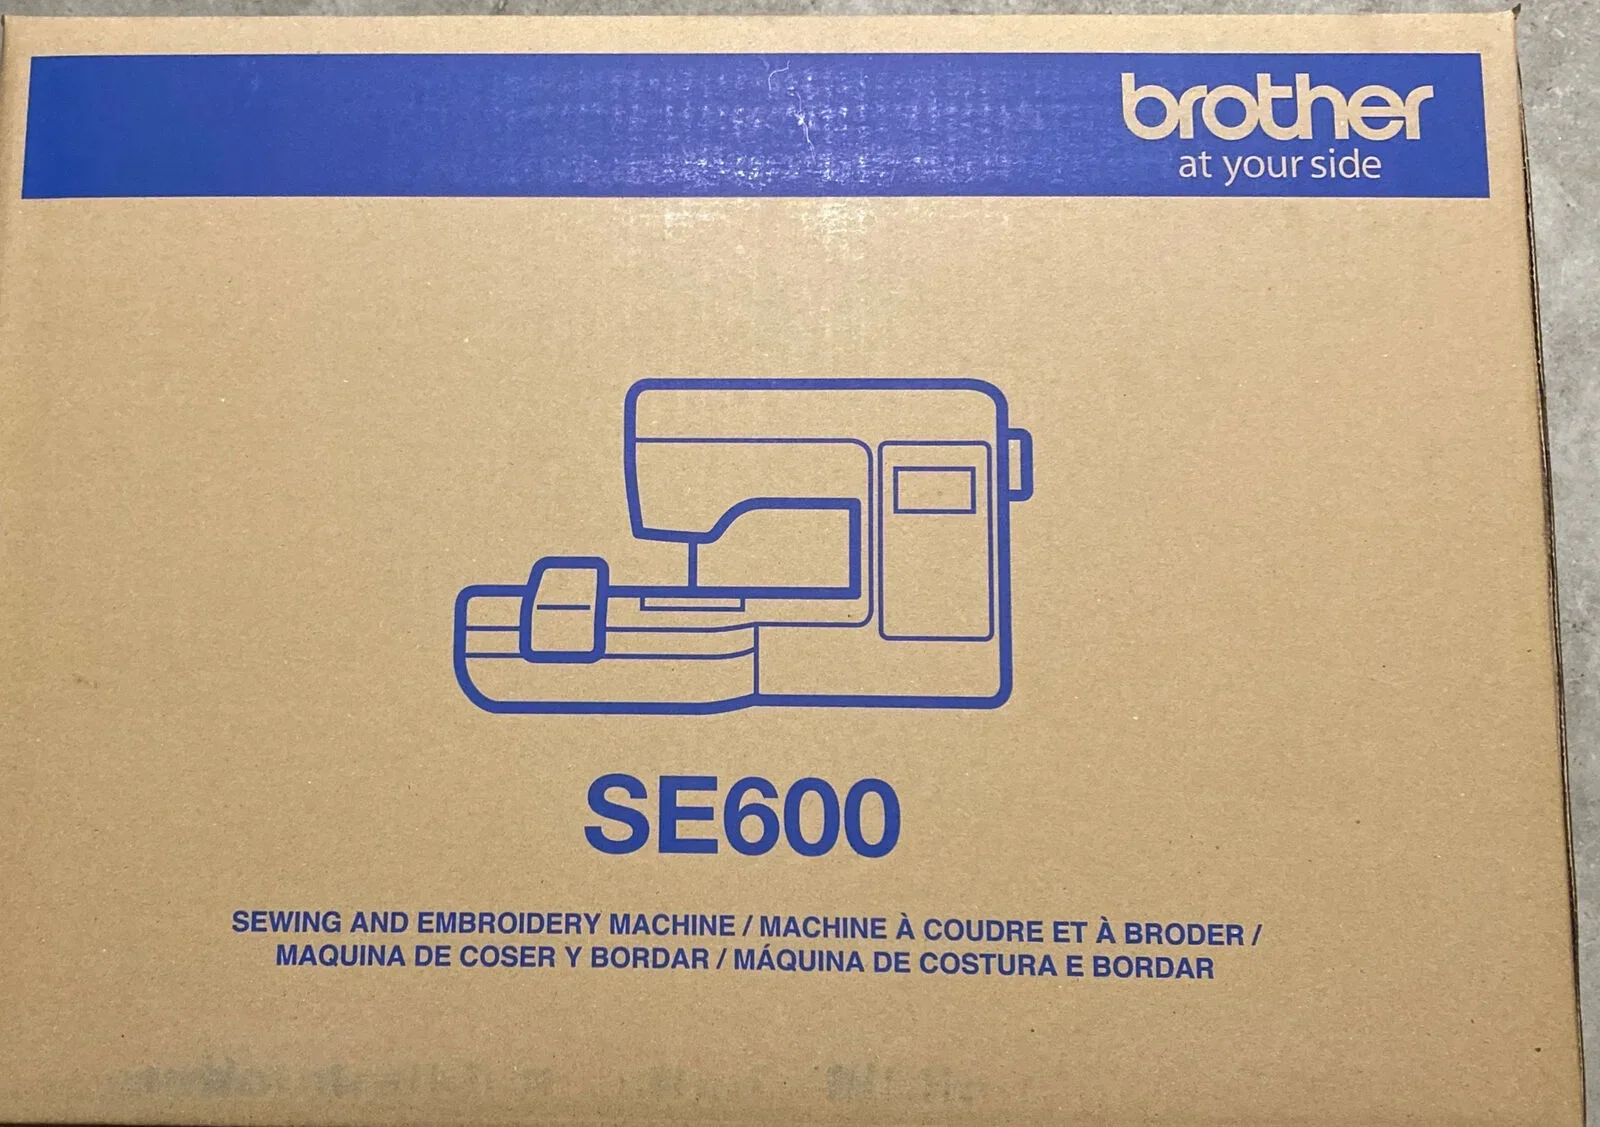 brother
at your side
SE600
SEWING AND EMBROIDERY MACHINE / MACHINE À COUDRE ET À BRODER /
MAQUINA DE COSER Y BORDAR / MÁQUINA DE COSTURA E BORDAR